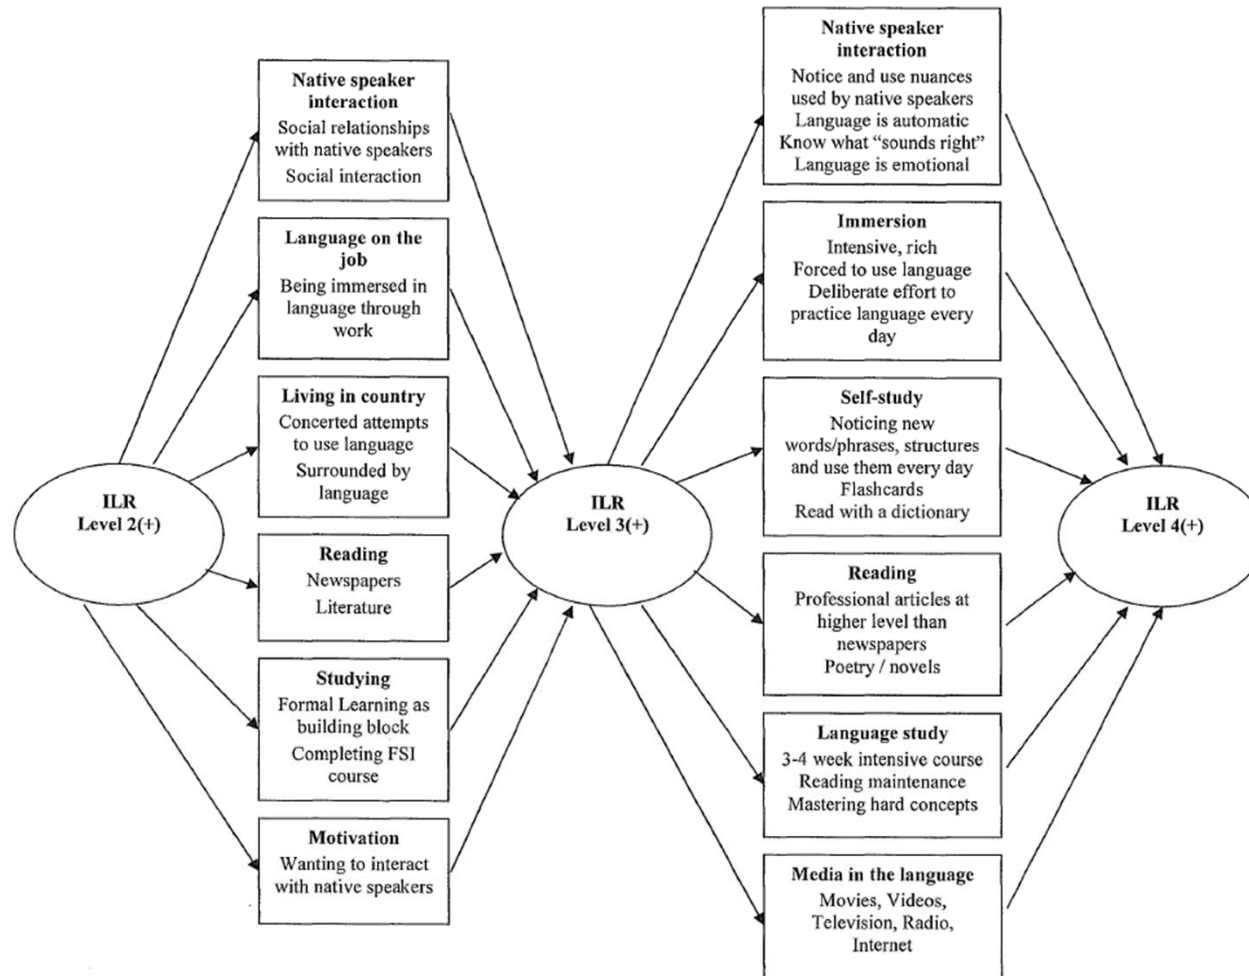 ILR
Level 2(+)
Native speaker
interaction
Social relationships
with native speakers
Social interaction
Language on the
job
Being immersed in
language through
work
Living in country
Concerted attempts
to use language
Surrounded by
language
Reading
Newspapers
Literature
Studying
Formal Learning as
building block
Completing FSI
course
Motivation
Wanting to interact
with native speakers
ILR
Level 3(+)
Native speaker
interaction
Notice and use nuances
used by native speakers
Language is automatic
Know what “sounds right”
Language is emotional
Immersion
Intensive, rich
Forced to use language
Deliberate effort to
practice language every
day
Self-study
Noticing new
words/phrases, structures
and use them every day
Flashcards
Read with a dictionary
Reading
Professional articles at
higher level than
newspapers
Poetry / novels
Language study
3-4 week intensive course
Reading maintenance
Mastering hard concepts
Media in the language
Movies, Videos,
Television, Radio,
Internet
ILR
Level 4(+)